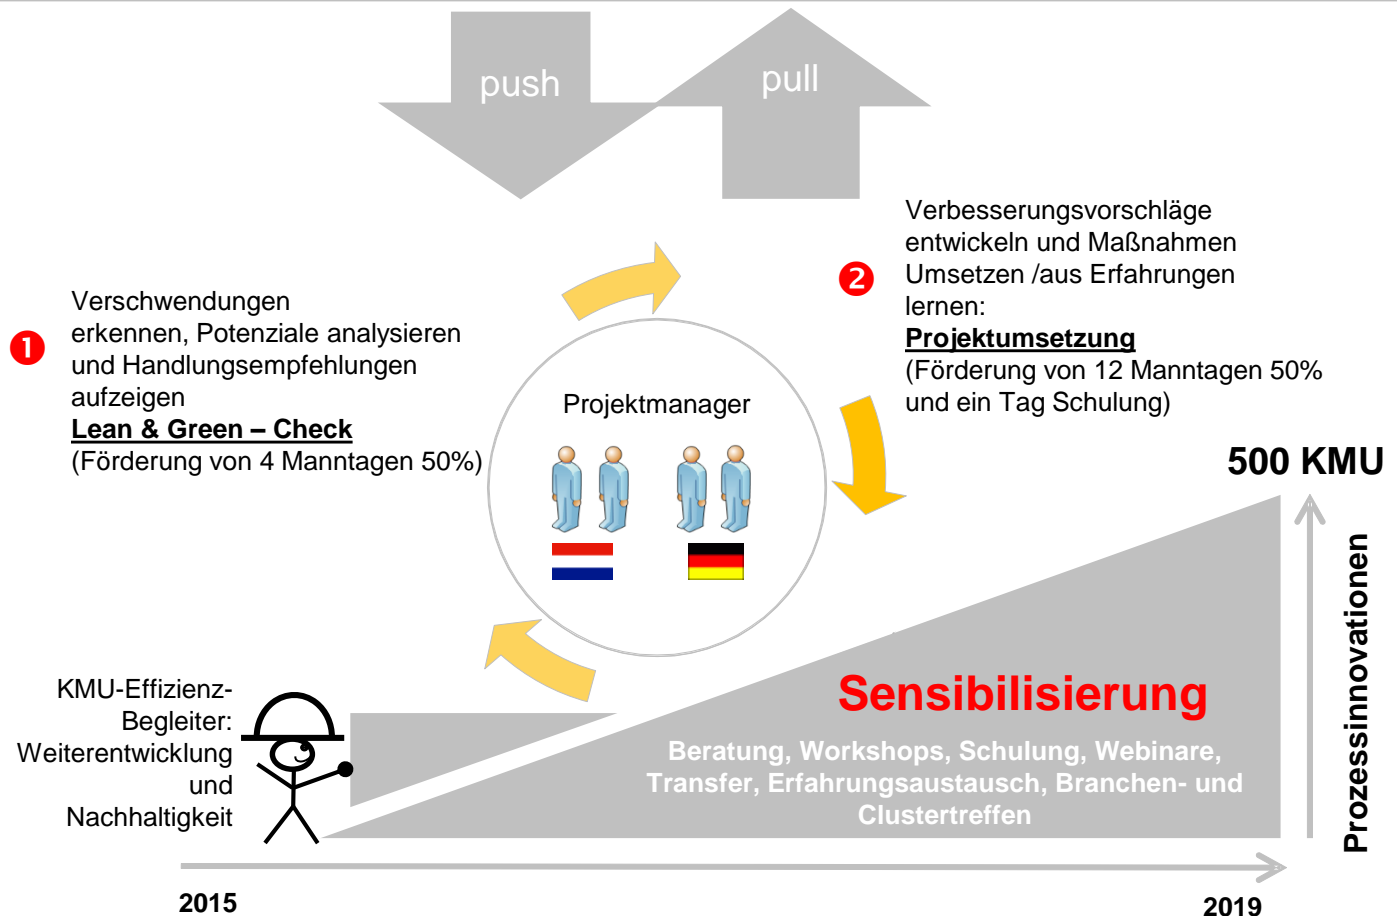 push
pull
❶
Verschwendungen
erkennen, Potenziale analysieren
und Handlungsempfehlungen
aufzeigen
Lean & Green – Check
(Förderung von 4 Manntagen 50%)
❷
Verbesserungsvorschläge
entwickeln und Maßnahmen
Umsetzen /aus Erfahrungen
lernen:
Projektumsetzung
(Förderung von 12 Manntagen 50%
und ein Tag Schulung)
Projektmanager
500 KMU
Prozessinnovationen
KMU-Effizienz-
Begleiter:
Weiterentwicklung
und
Nachhaltigkeit
Sensibilisierung
Beratung, Workshops, Schulung, Webinare,
Transfer, Erfahrungsaustausch, Branchen- und
Clustertreffen
2015
2019